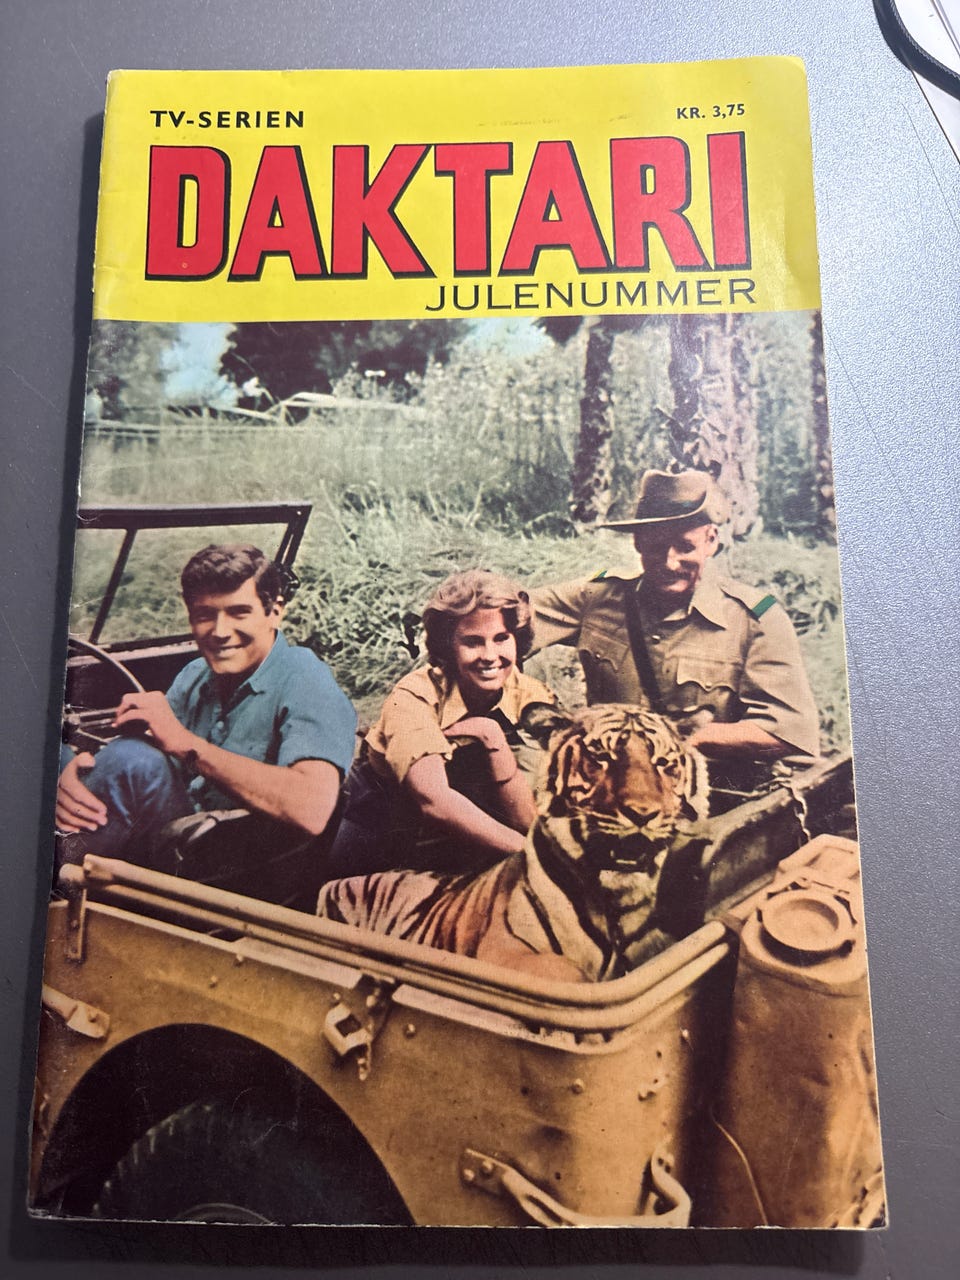 TV-SERIEN
KR. 3,75
DAKTARI
JULENUMMER